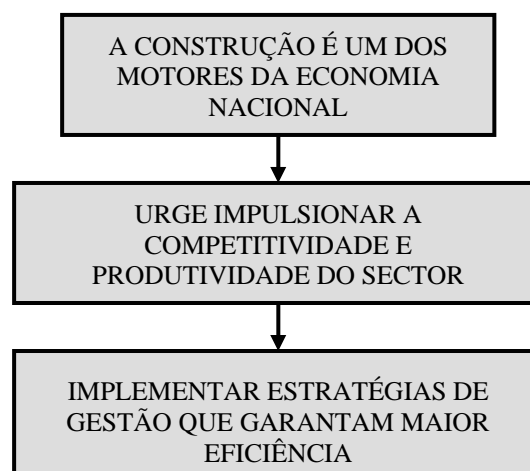 A CONSTRUÇÃO É UM DOS
MOTORES DA ECONOMIA
NACIONAL
URGE IMPULSIONAR A
COMPETITIVIDADE E
PRODUTIVIDADE DO SECTOR
IMPLEMENTAR ESTRATÉGIAS DE
GESTÃO QUE GARANTAM MAIOR
EFICIÊNCIA